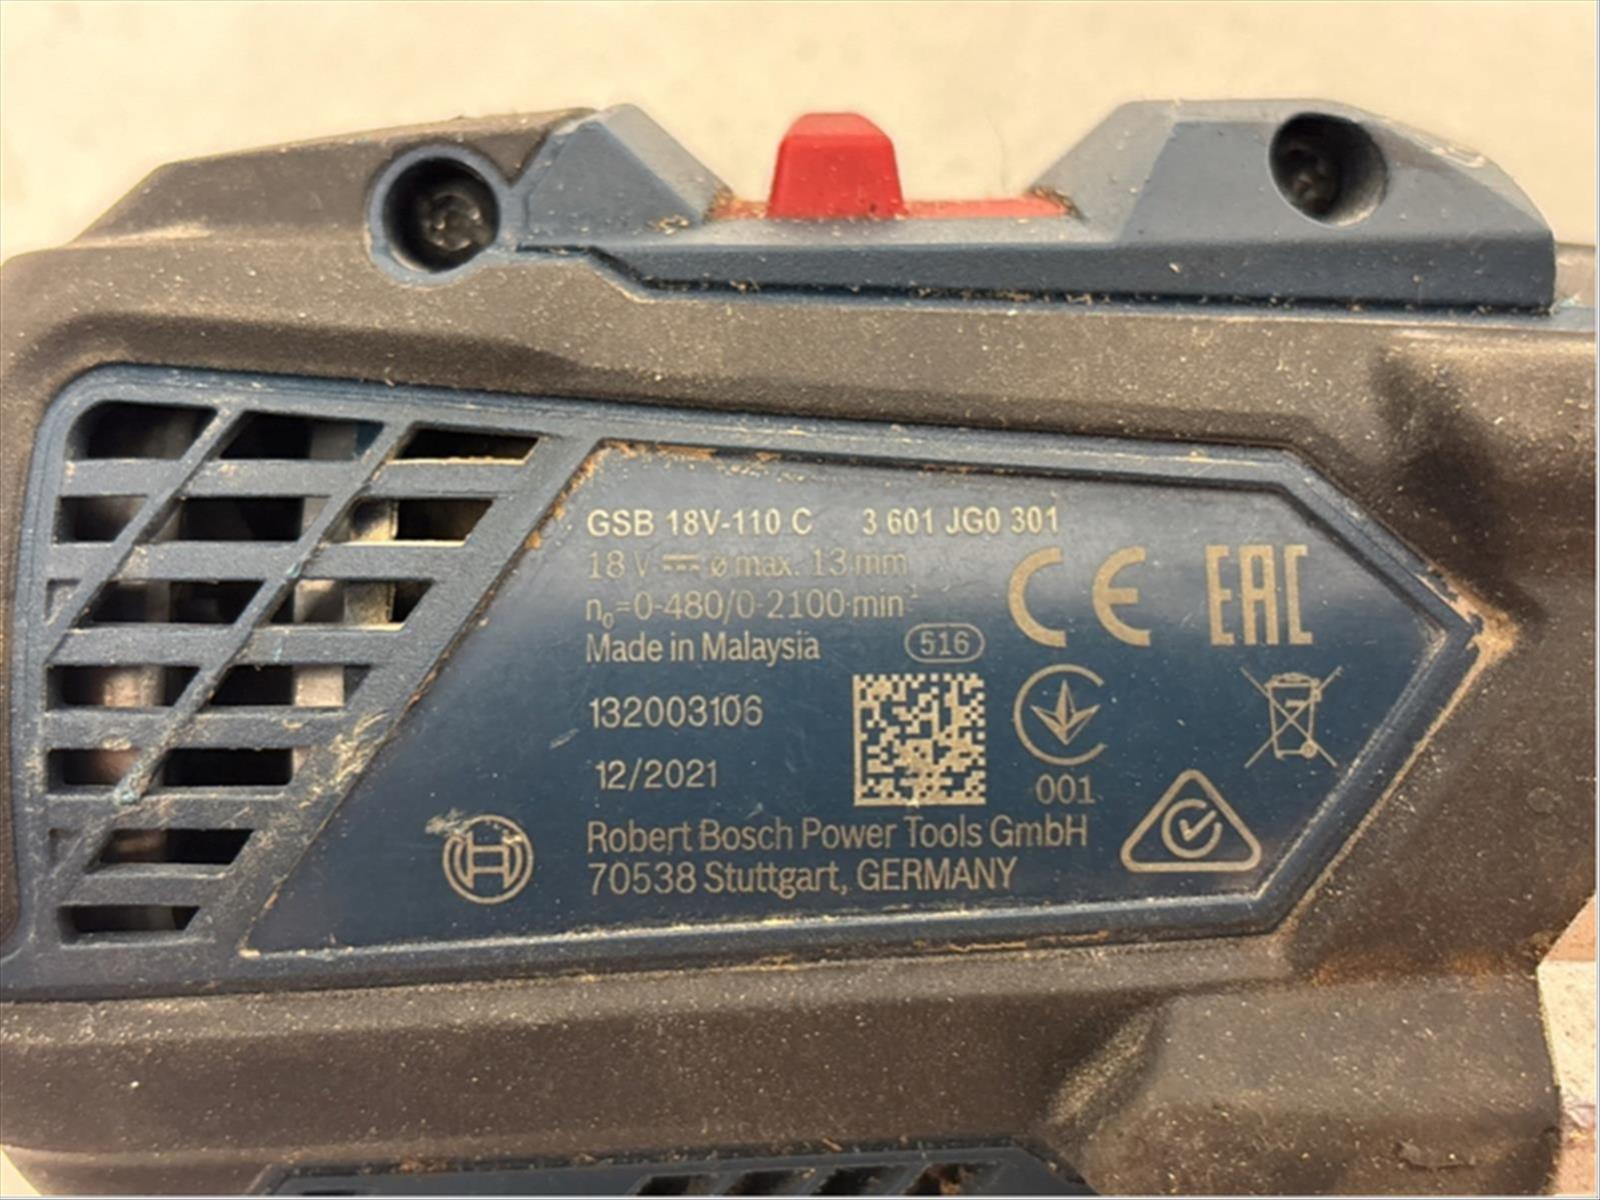 GSB 18V-110 C 3 601 JG0 301
18 V ⎓ ø max. 13 mm
n₀=0-480/0-2100 min⁻¹
Made in Malaysia 516
CE EAC
132003106
12/2021
001
Robert Bosch Power Tools GmbH
70538 Stuttgart, GERMANY